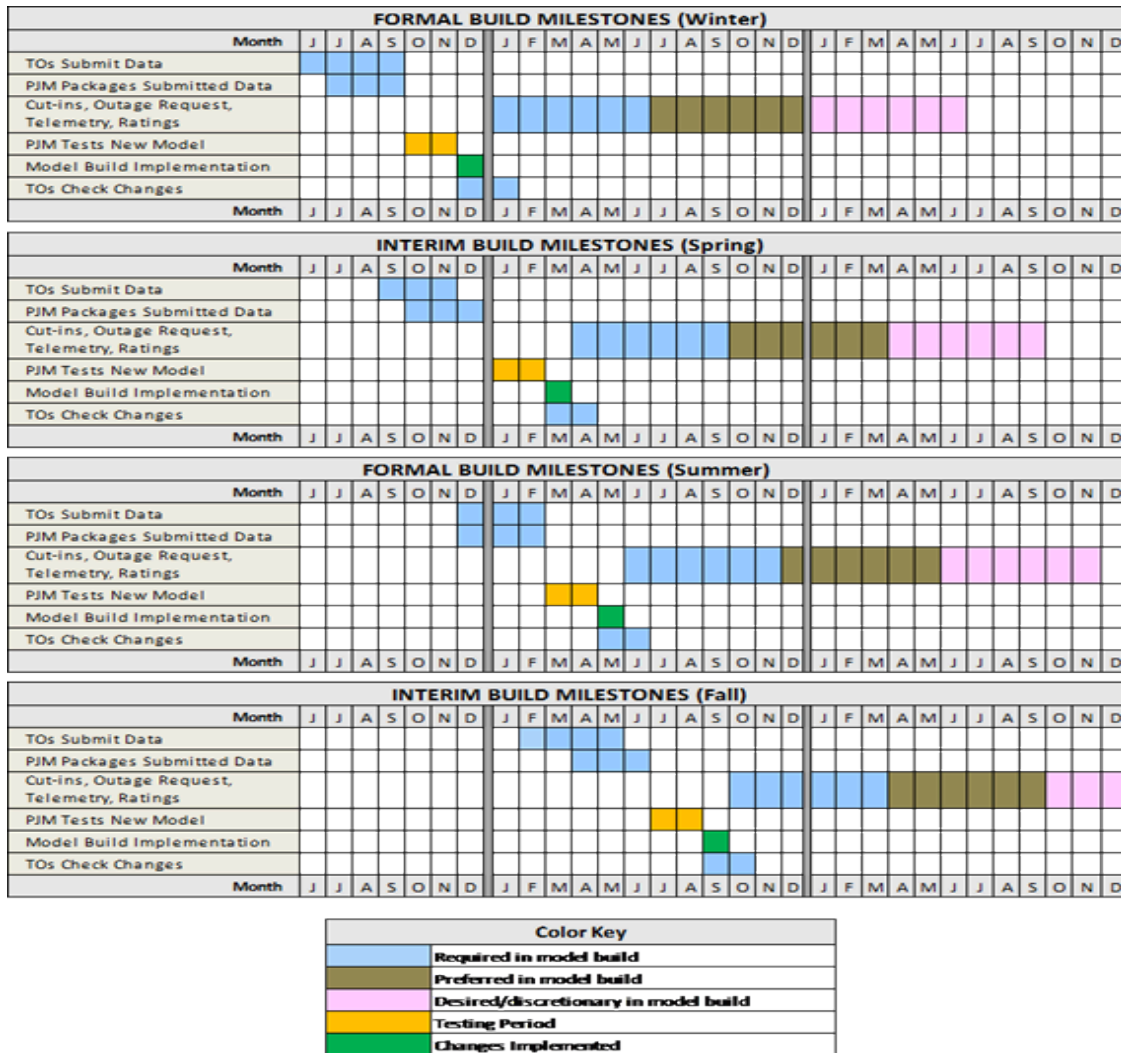 FORMAL BUILD MILESTONES (Winter)
Month J J A S O N D J F M A M J J A S O N D J F M A M J J A S O N D
TOs Submit Data
PJM Packages Submitted Data
Cut-ins, Outage Request,
Telemetry, Ratings
PJM Tests New Model
Model Build Implementation
TOs Check Changes
Month J J A S O N D J F M A M J J A S O N D J F M A M J J A S O N D
INTERIM BUILD MILESTONES (Spring)
Month J J A S O N D J F M A M J J A S O N D J F M A M J J A S O N D
TOs Submit Data
PJM Packages Submitted Data
Cut-ins, Outage Request,
Telemetry, Ratings
PJM Tests New Model
Model Build Implementation
TOs Check Changes
Month J J A S O N D J F M A M J J A S O N D J F M A M J J A S O N D
FORMAL BUILD MILESTONES (Summer)
Month J J A S O N D J F M A M J J A S O N D J F M A M J J A S O N D
TOs Submit Data
PJM Packages Submitted Data
Cut-ins, Outage Request,
Telemetry, Ratings
PJM Tests New Model
Model Build Implementation
TOs Check Changes
Month J J A S O N D J F M A M J J A S O N D J F M A M J J A S O N D
INTERIM BUILD MILESTONES (Fall)
Month J J A S O N D J F M A M J J A S O N D J F M A M J J A S O N D
TOs Submit Data
PJM Packages Submitted Data
Cut-ins, Outage Request,
Telemetry, Ratings
PJM Tests New Model
Model Build Implementation
TOs Check Changes
Month J J A S O N D J F M A M J J A S O N D J F M A M J J A S O N D
Color Key
Required in model build
Preferred in model build
Desired/discretionary in model build
Testing Period
Changes Implemented